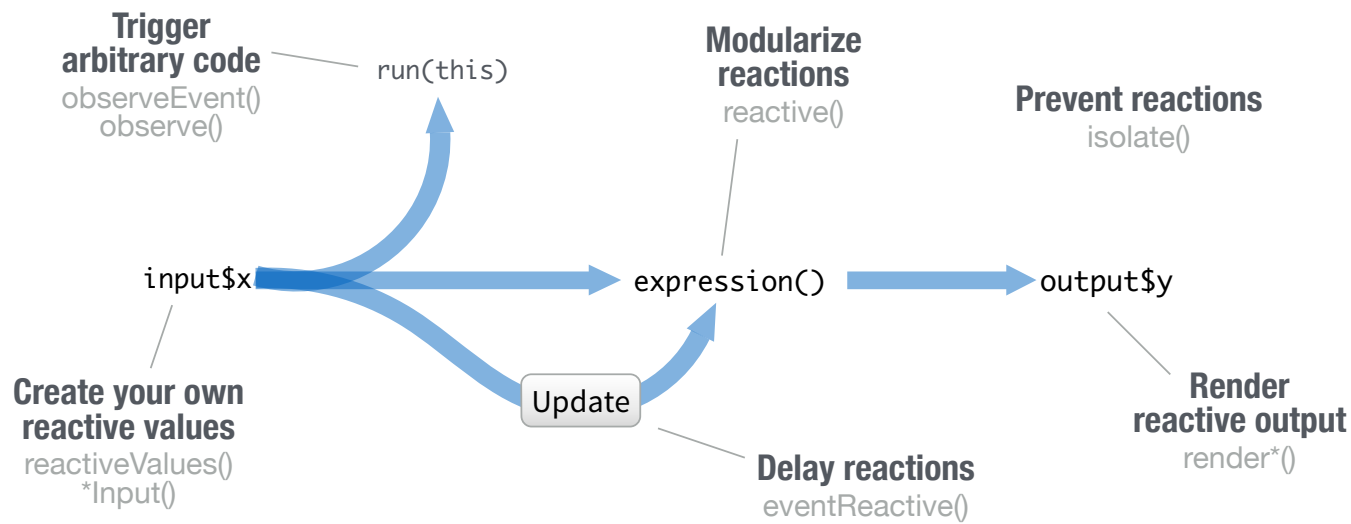 Trigger
arbitrary code
observeEvent()
observe()
run(this)
Modularize
reactions
reactive()
Prevent reactions
isolate()
input$x
expression()
output$y
Create your own
reactive values
reactiveValues()
*Input()
Update
Delay reactions
eventReactive()
Render
reactive output
render*()